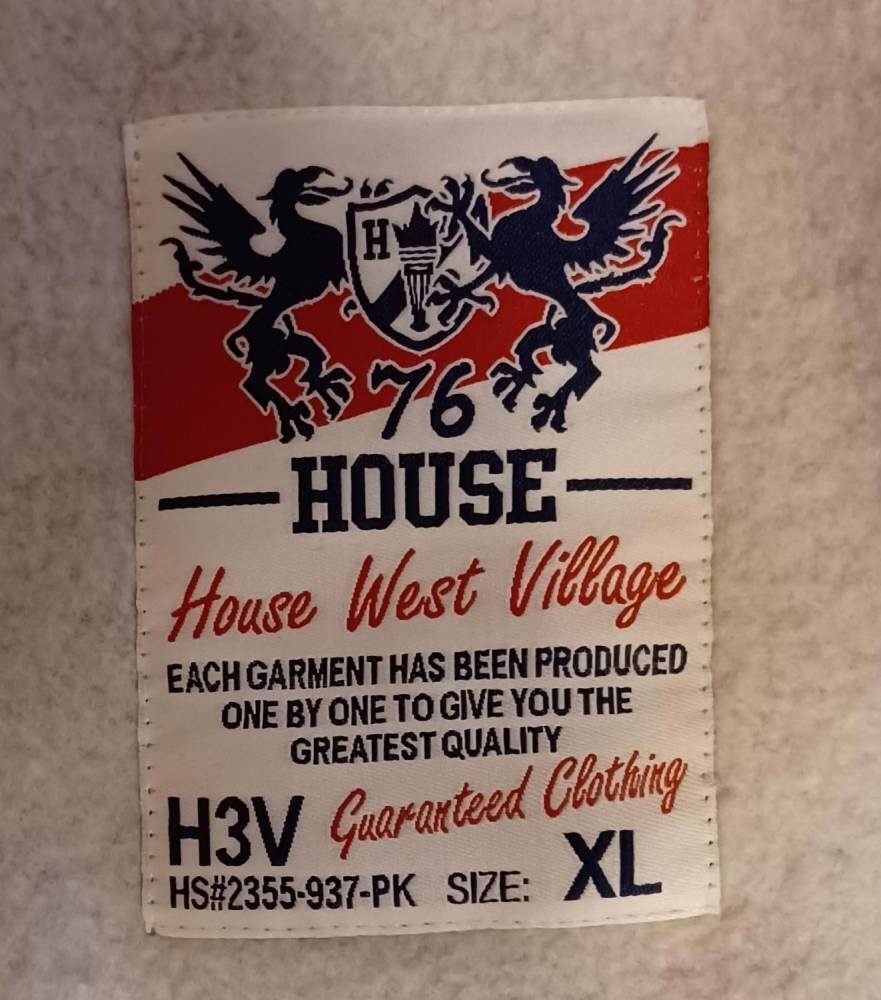 H
76
HOUSE
House West Village
EACH GARMENT HAS BEEN PRODUCED
ONE BY ONE TO GIVE YOU THE
GREATEST QUALITY
H3V Guaranteed Clothing
HS#2355-937-PK SIZE: XL